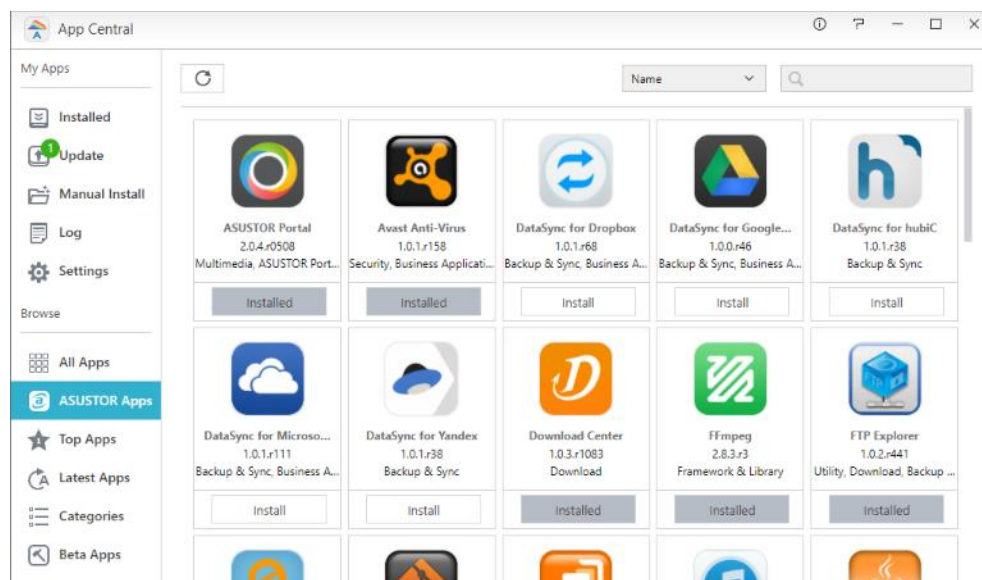 App Central
My Apps
Installed
1
Update
Manual Install
Log
Settings
Browse
All Apps
ASUSTOR Apps
Top Apps
Latest Apps
Categories
Beta Apps
Name
ASUSTOR Portal
2.0.4.r0508
Multimedia, ASUSTOR Port...
Installed
Avast Anti-Virus
1.0.1.r158
Security, Business Applicati...
Installed
DataSync for Dropbox
1.0.1.r68
Backup & Sync, Business A...
Install
DataSync for Google...
1.0.0.r46
Backup & Sync, Business A...
Install
DataSync for hubiC
1.0.1.r38
Backup & Sync
Install
DataSync for Microso...
1.0.1.r111
Backup & Sync, Business A...
Install
DataSync for Yandex
1.0.1.r38
Backup & Sync
Install
Download Center
1.0.3.r1083
Download
Installed
FFmpeg
2.8.3.r3
Framework & Library
Installed
FTP Explorer
1.0.2.r441
Utility, Download, Backup ...
Installed